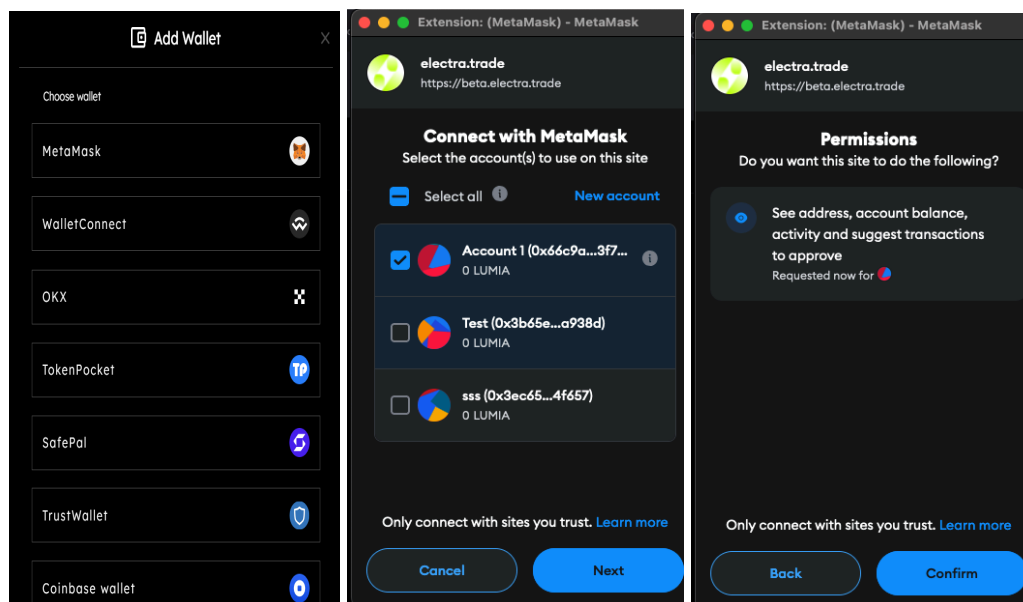 Add Wallet
X
Choose wallet
MetaMask
WalletConnect
OKX
TokenPocket
TP
SafePal
TrustWallet
Coinbase wallet
Extension: (MetaMask) - MetaMask
electra.trade
https://beta.electra.trade
Connect with MetaMask
Select the account(s) to use on this site
Select all
New account
Account 1 (0x66c9a...3f7...
0 LUMIA
Test (0x3b65e...a938d)
0 LUMIA
sss (0x3ec65...4f657)
0 LUMIA
Only connect with sites you trust. Learn more
Cancel
Next
Extension: (MetaMask) - MetaMask
electra.trade
https://beta.electra.trade
Permissions
Do you want this site to do the following?
See address, account balance,
activity and suggest transactions
to approve
Requested now for
Only connect with sites you trust. Learn more
Back
Confirm